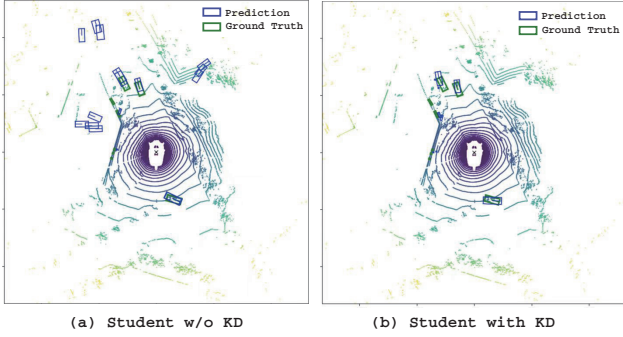 Prediction
Ground Truth
Prediction
Ground Truth
(a) Student w/o KD
(b) Student with KD